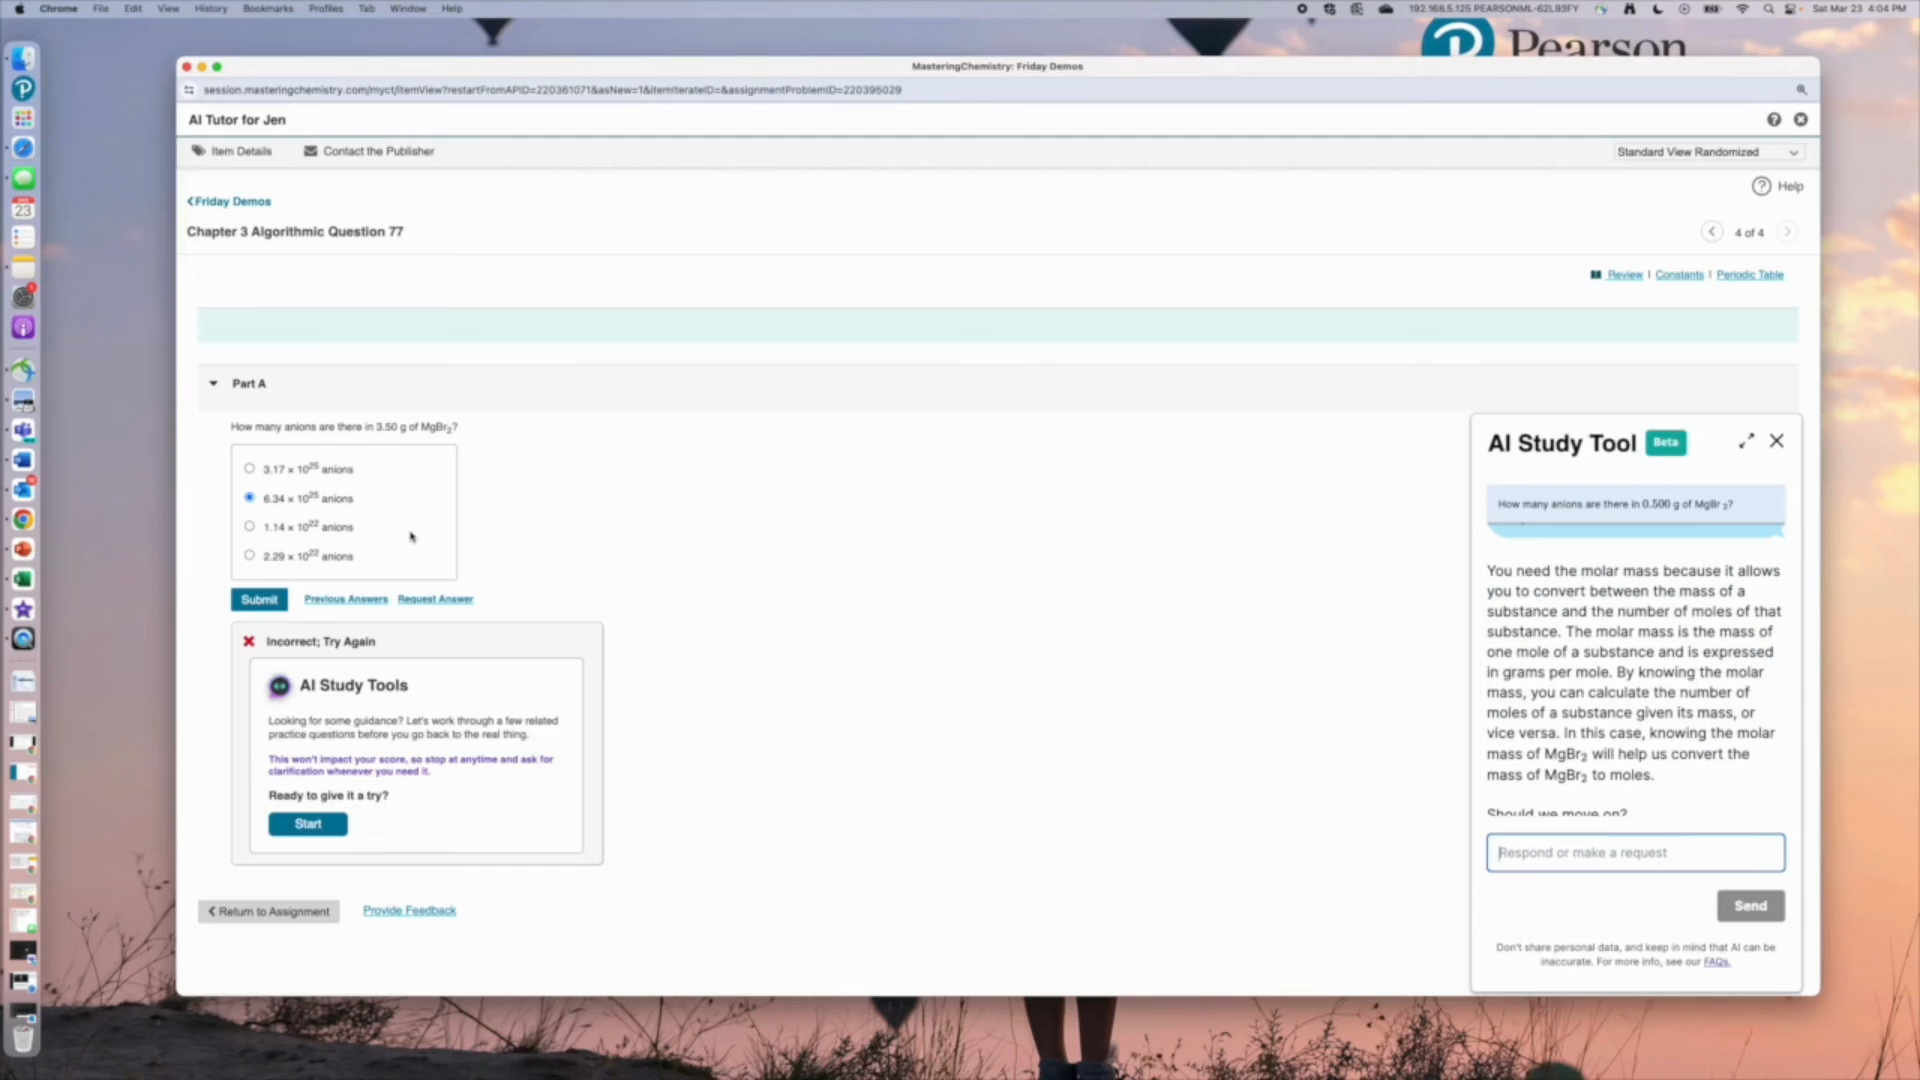 Chrome File Edit View History Bookmarks Profiles Tab Window Help
192.168.5.125 PEARSONML-62L93FY
Sat Mar 23 4:04 PM
Pearson
MasteringChemistry: Friday Demos
session.masteringchemistry.com/myct/itemView?restartFromAPID=220361071&asNew=1&itemIterateID=&assignmentProblemID=220395029
AI Tutor for Jen
Item Details Contact the Publisher
Standard View Randomized
Help
Friday Demos
Chapter 3 Algorithmic Question 77
4 of 4
Review | Constants | Periodic Table
Part A
How many anions are there in 3.50 g of MgBr₂?
3.17 × 10²⁵ anions
6.34 × 10²⁵ anions
1.14 × 10²² anions
2.29 × 10²² anions
Submit Previous Answers Request Answer
Incorrect; Try Again
AI Study Tools
Looking for some guidance? Let's work through a few related
practice questions before you go back to the real thing.
This won't impact your score, so stop at anytime and ask for
clarification whenever you need it.
Ready to give it a try?
Start
Return to Assignment
Provide Feedback
AI Study Tool Beta
How many anions are there in 0.500 g of MgBr ₂?
You need the molar mass because it allows
you to convert between the mass of a
substance and the number of moles of that
substance. The molar mass is the mass of
one mole of a substance and is expressed
in grams per mole. By knowing the molar
mass, you can calculate the number of
moles of a substance given its mass, or
vice versa. In this case, knowing the molar
mass of MgBr₂ will help us convert the
mass of MgBr₂ to moles.
Should we move on?
Respond or make a request
Send
Don't share personal data, and keep in mind that AI can be
inaccurate. For more info, see our FAQs.
23